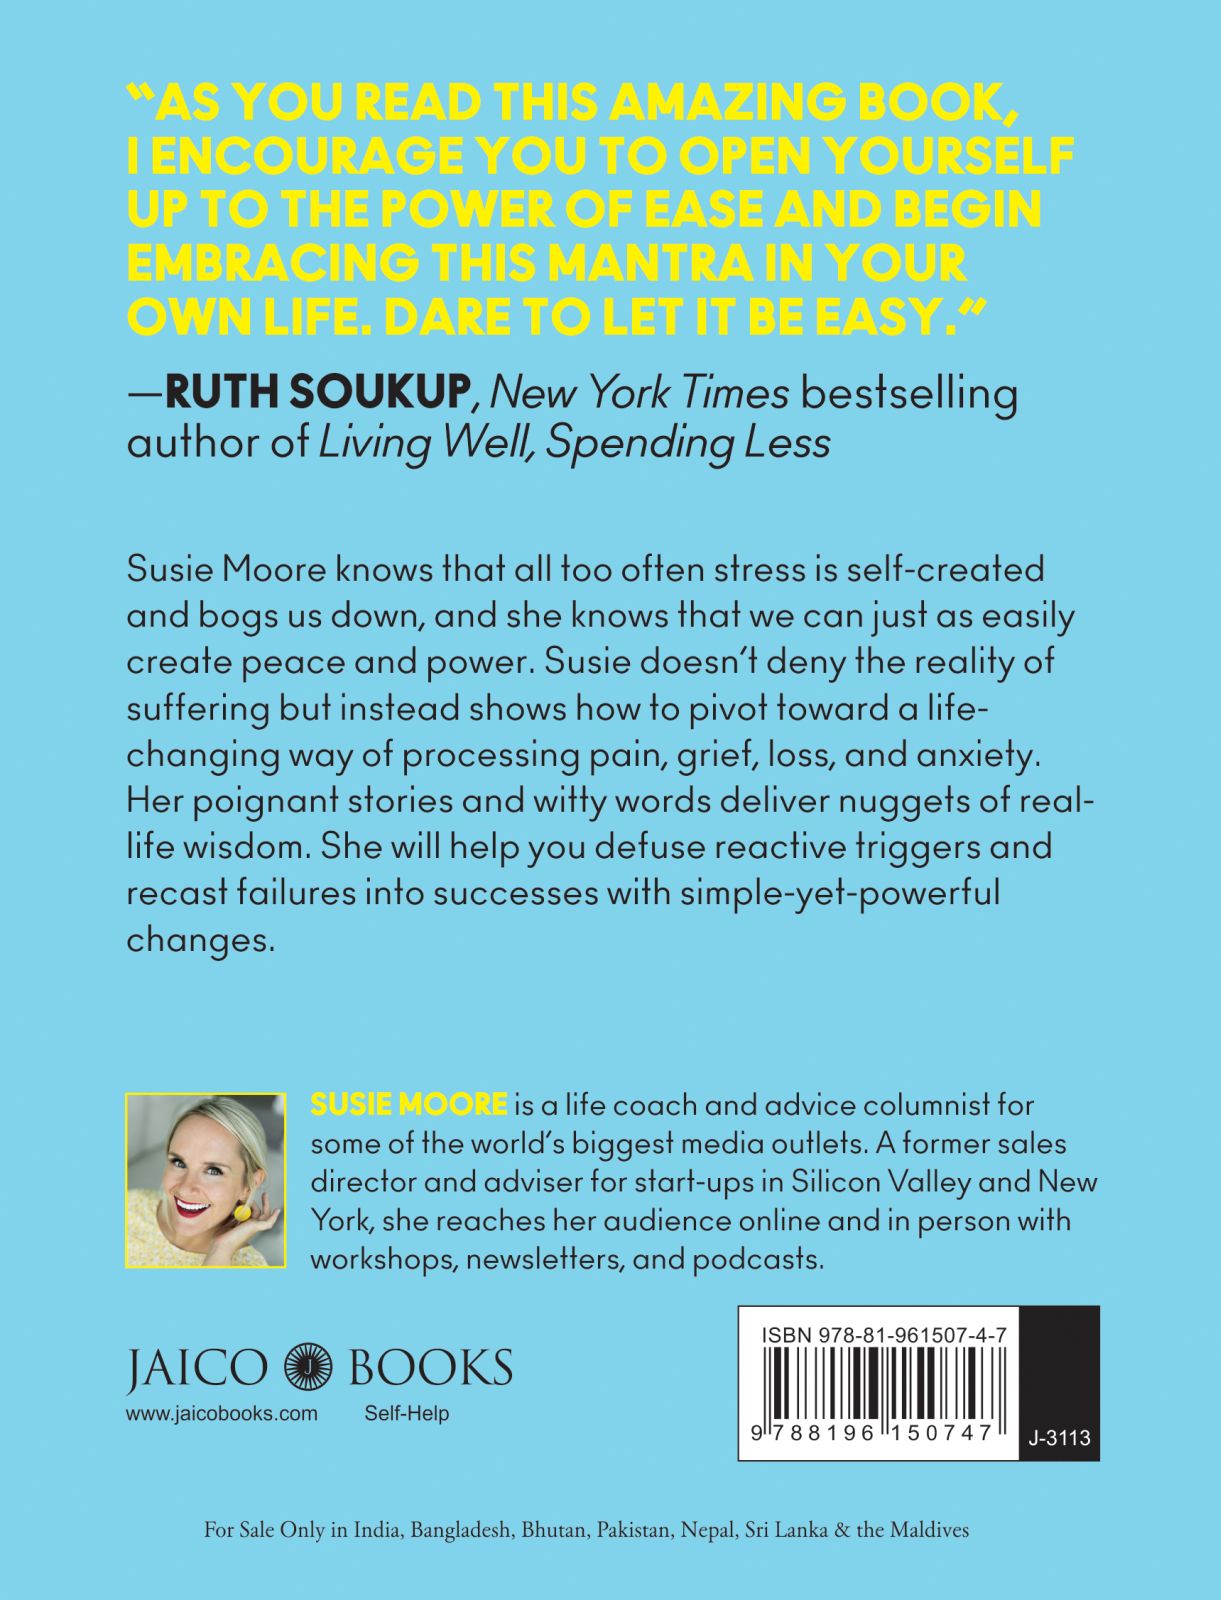 “AS YOU READ THIS AMAZING BOOK,
I ENCOURAGE YOU TO OPEN YOURSELF
UP TO THE POWER OF EASE AND BEGIN
EMBRACING THIS MANTRA IN YOUR
OWN LIFE. DARE TO LET IT BE EASY.“
—RUTH SOUKUP, New York Times bestselling
author of Living Well, Spending Less
Susie Moore knows that all too often stress is self-created
and bogs us down, and she knows that we can just as easily
create peace and power. Susie doesn’t deny the reality of
suffering but instead shows how to pivot toward a life-
changing way of processing pain, grief, loss, and anxiety.
Her poignant stories and witty words deliver nuggets of real-
life wisdom. She will help you defuse reactive triggers and
recast failures into successes with simple-yet-powerful
changes.
SUSIE MOORE is a life coach and advice columnist for
some of the world’s biggest media outlets. A former sales
director and adviser for start-ups in Silicon Valley and New
York, she reaches her audience online and in person with
workshops, newsletters, and podcasts.
JAICO J BOOKS
www.jaicobooks.com Self-Help
ISBN 978-81-961507-4-7
9 788196 150747
J-3113
For Sale Only in India, Bangladesh, Bhutan, Pakistan, Nepal, Sri Lanka & the Maldives